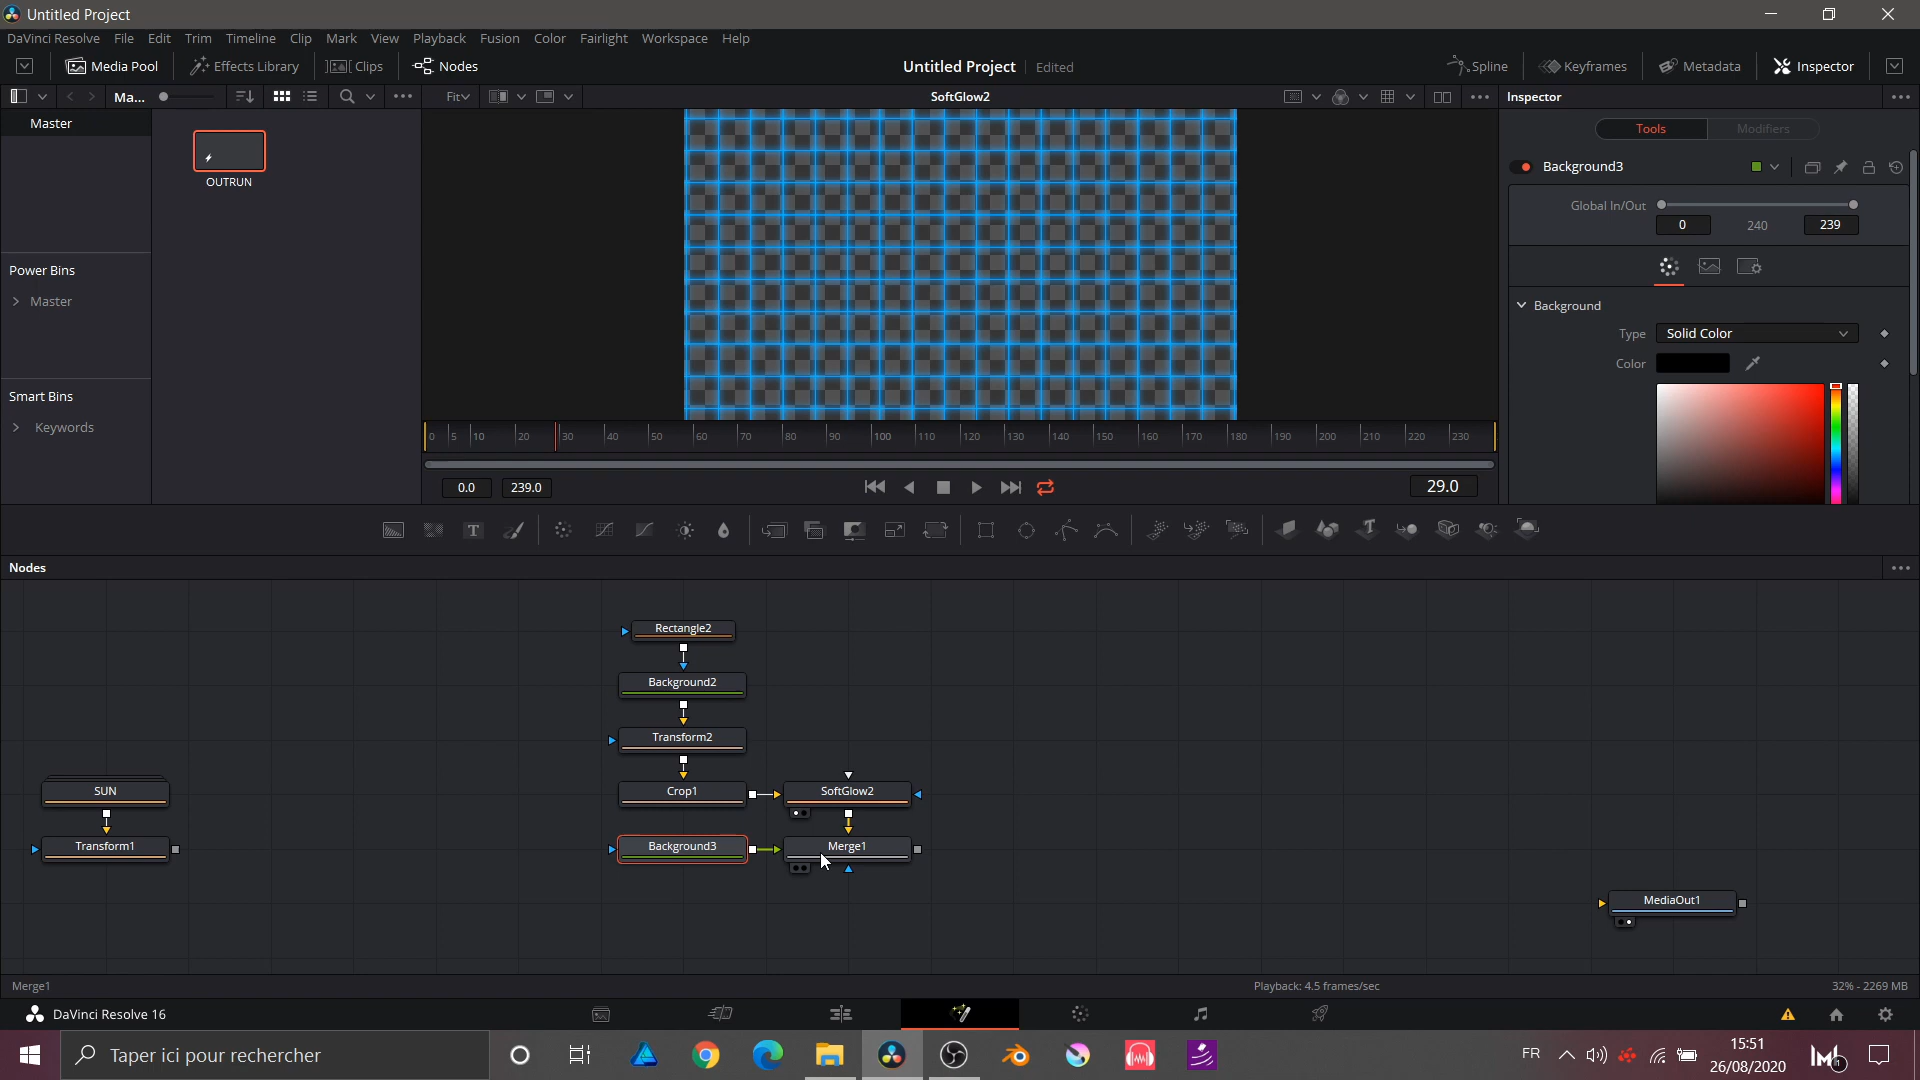 Untitled Project
DaVinci Resolve File Edit Trim Timeline Clip Mark View Playback Fusion Color Fairlight Workspace Help
Media Pool Effects Library Clips Nodes Untitled Project Edited Spline Keyframes Metadata Inspector
Ma... Fit SoftGlow2 Inspector
Master
OUTRUN
Tools Modifiers
Background3
Global In/Out
0 240 239
Power Bins
Master
Background
Type Solid Color
Color
Smart Bins
Keywords
0 5 10 20 30 40 50 60 70 80 90 100 110 120 130 140 150 160 170 180 190 200 210 220 230
0.0 239.0 29.0
T
Nodes
Rectangle2
Background2
Transform2
SUN Crop1 SoftGlow2
Transform1 Background3 Merge1
MediaOut1
Merge1 Playback: 4.5 frames/sec 32% - 2269 MB
DaVinci Resolve 16
Taper ici pour rechercher
FR
15:51
26/08/2020
1